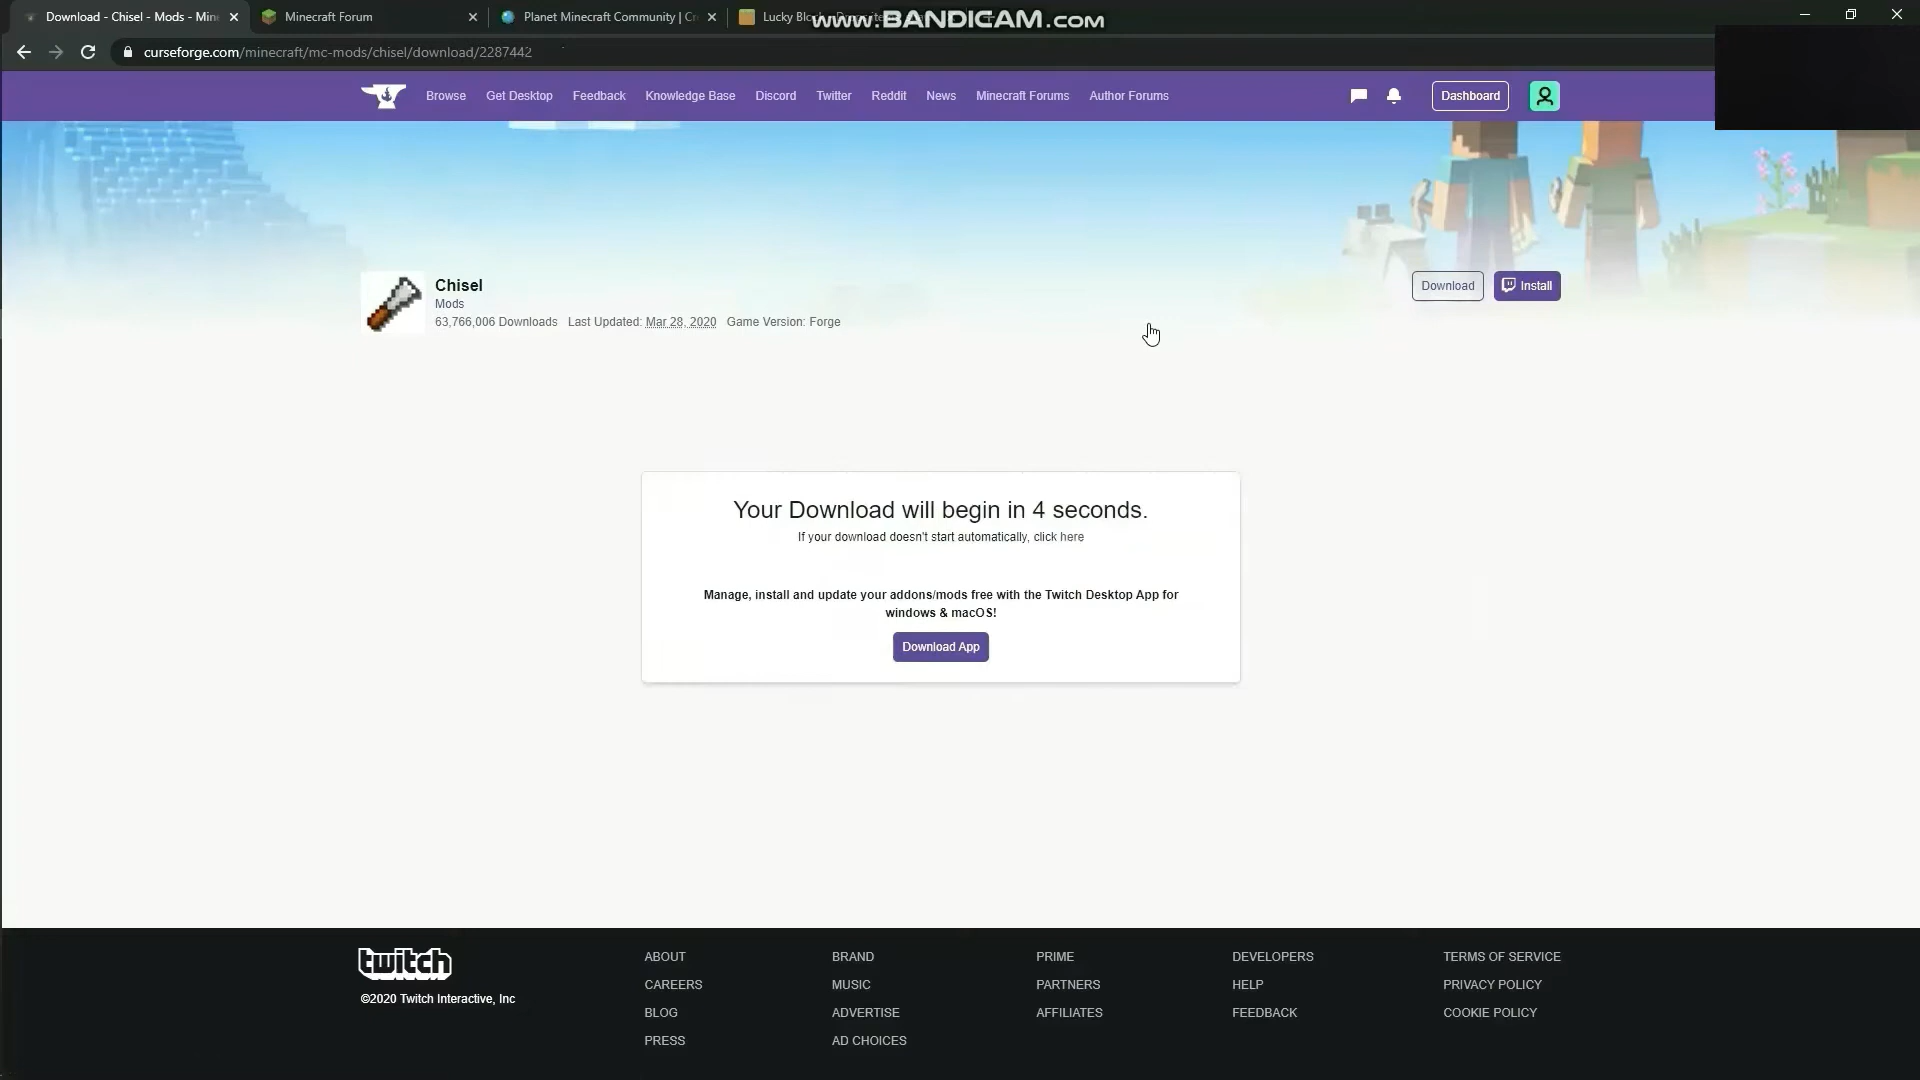 Download - Chisel - Mods - Min
Minecraft Forum
Planet Minecraft Community | Cr
Lucky Block
www.BANDICAM.com
curseforge.com/minecraft/mc-mods/chisel/download/2287442
Browse
Get Desktop
Feedback
Knowledge Base
Discord
Twitter
Reddit
News
Minecraft Forums
Author Forums
Dashboard
Chisel
Mods
63,766,006 Downloads Last Updated: Mar 28, 2020 Game Version: Forge
Download
Install
Your Download will begin in 4 seconds.
If your download doesn't start automatically, click here
Manage, install and update your addons/mods free with the Twitch Desktop App for
windows & macOS!
Download App
twitch
©2020 Twitch Interactive, Inc
ABOUT
CAREERS
BLOG
PRESS
BRAND
MUSIC
ADVERTISE
AD CHOICES
PRIME
PARTNERS
AFFILIATES
DEVELOPERS
HELP
FEEDBACK
TERMS OF SERVICE
PRIVACY POLICY
COOKIE POLICY